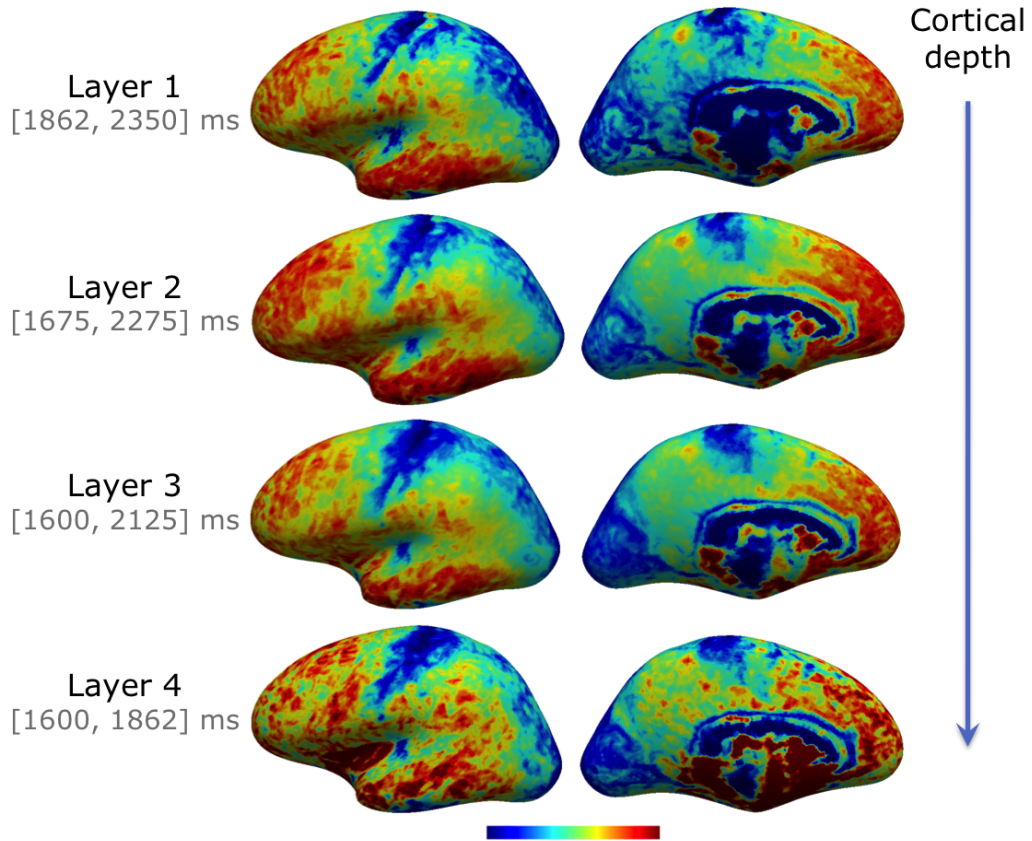 Cortical
depth
Layer 1
[1862, 2350] ms
Layer 2
[1675, 2275] ms
Layer 3
[1600, 2125] ms
Layer 4
[1600, 1862] ms